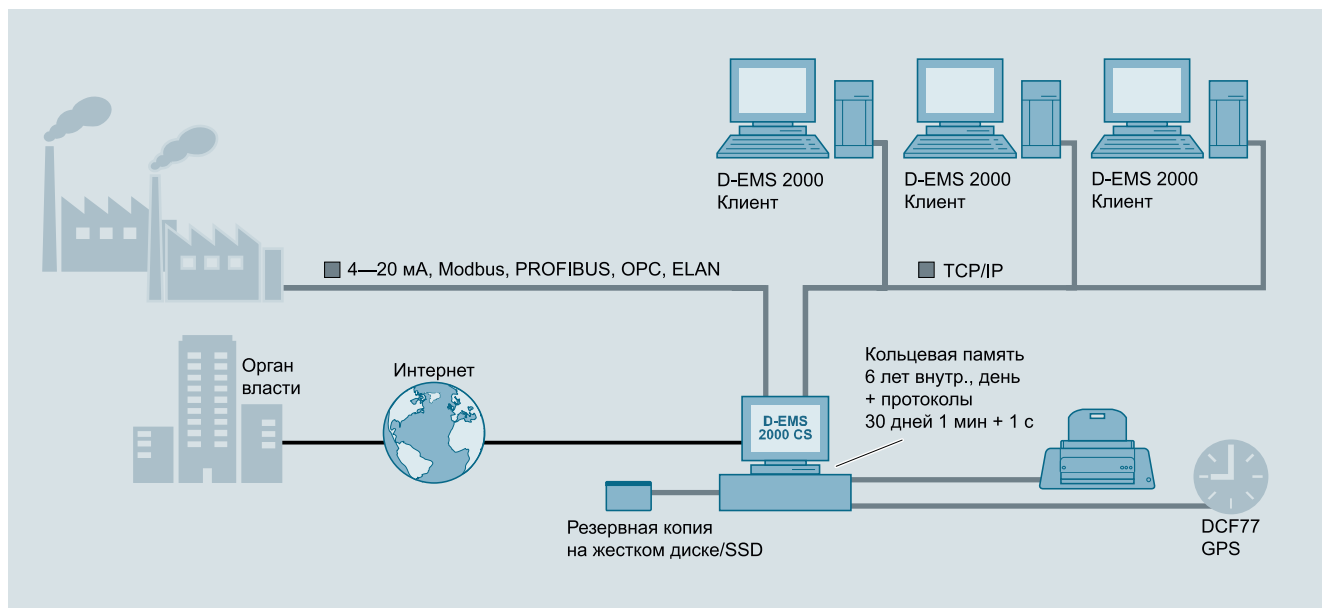 D-EMS 2000
Клиент
D-EMS 2000
Клиент
D-EMS 2000
Клиент
4—20 мА, Modbus, PROFIBUS, OPC, ELAN
TCP/IP
Орган
власти
Интернет
Кольцевая память
6 лет внутр., день
+ протоколы
30 дней 1 мин + 1 с
D-EMS
2000 CS
Резервная копия
на жестком диске/SSD
DCF77
GPS